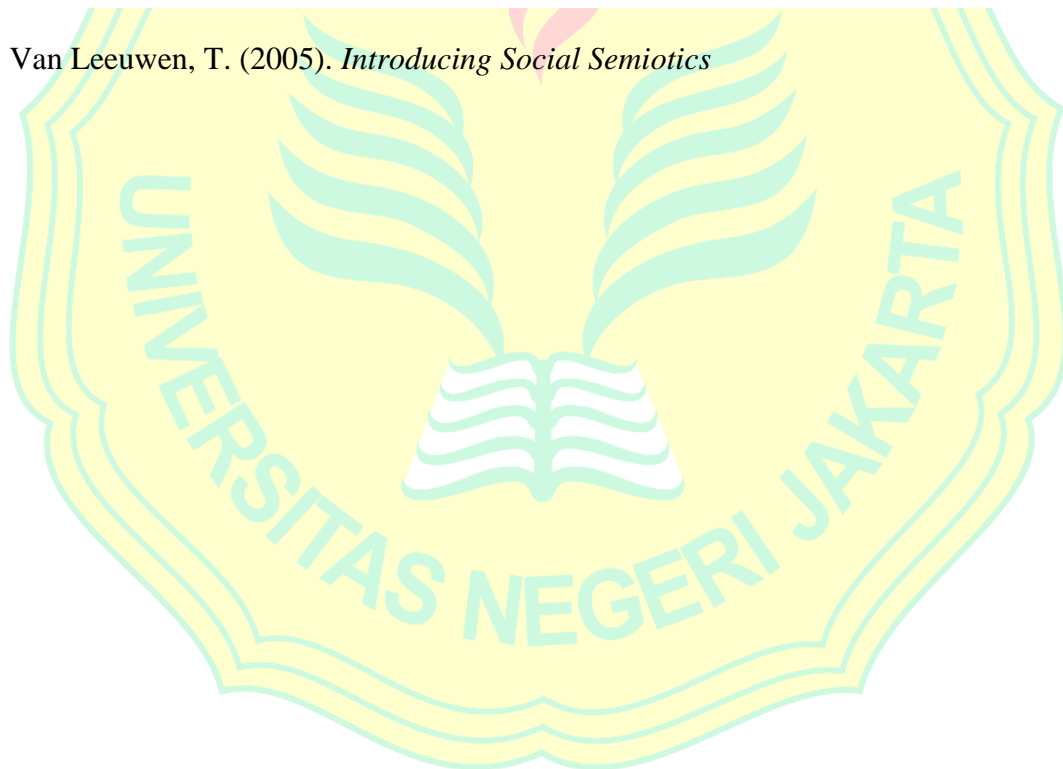 Van Leeuwen, T. (2005). Introducing Social Semiotics
UNIVERSITAS NEGERI JAKARTA